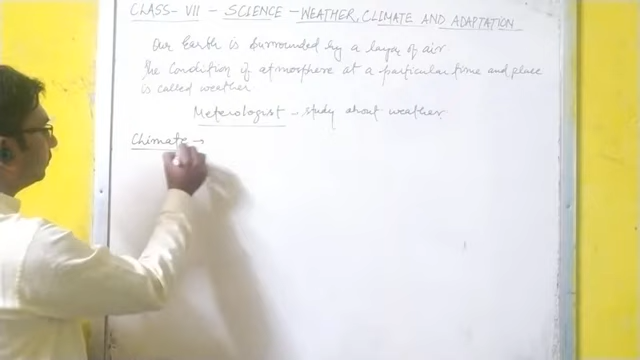 CLASS- VII - SCIENCE - WEATHER, CLIMATE AND ADAPTATION
Our Earth is surrounded by a layer of air
the condition of atmosphere at a particular time and place
is called weather
Meterologist - study about weather
Chimate -